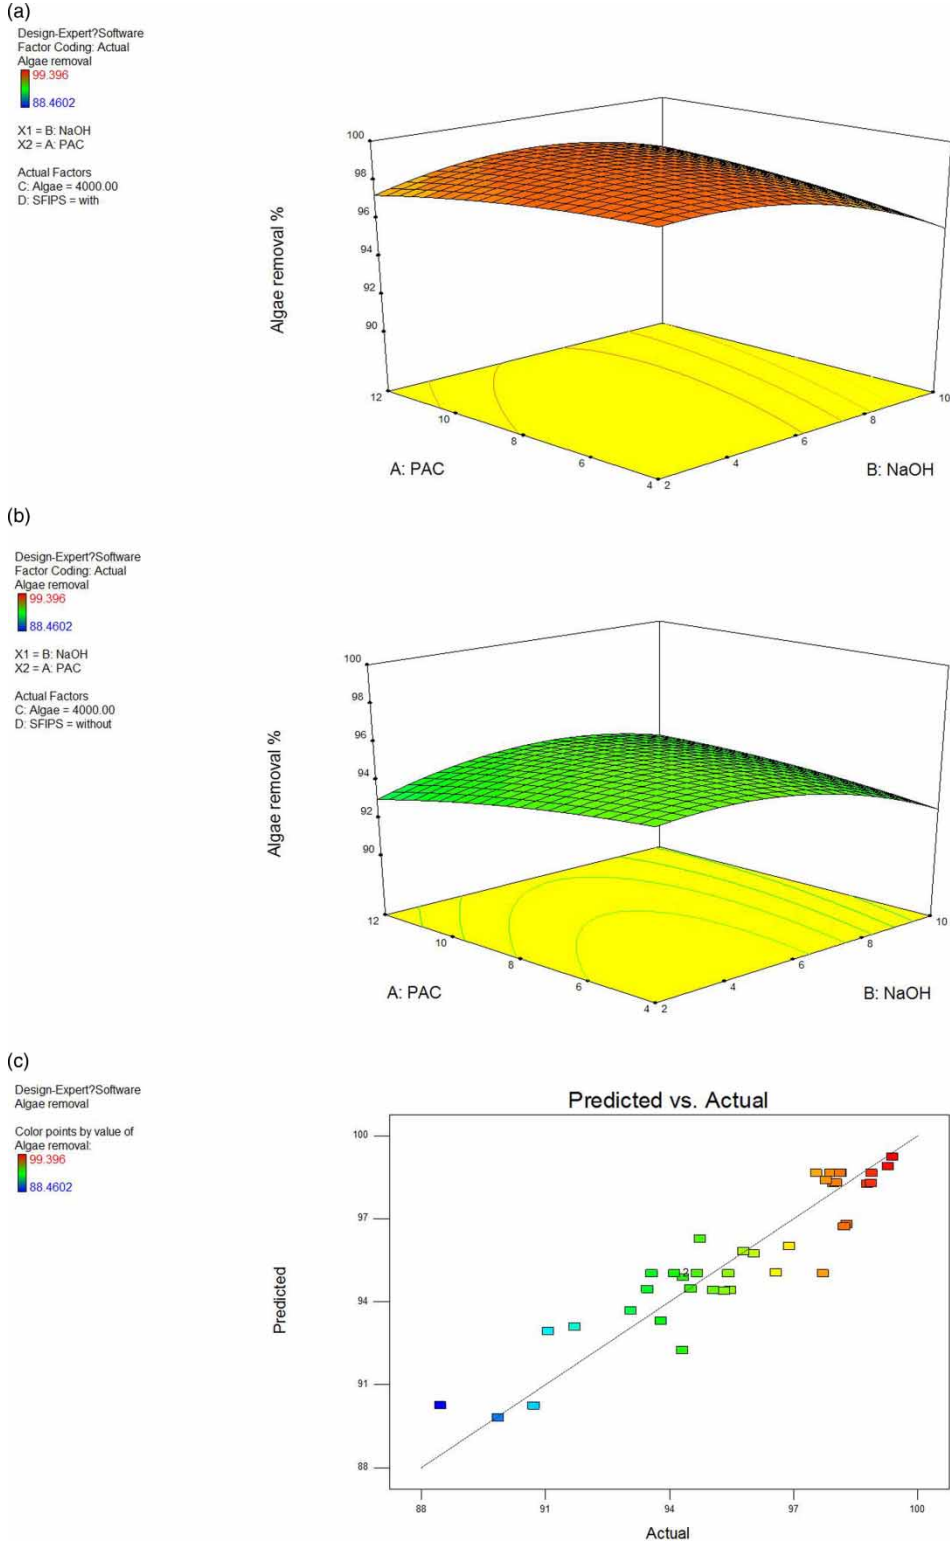 (a)
Design-Expert?Software
Factor Coding: Actual
Algae removal
99.396
88.4602
X1 = B: NaOH
X2 = A: PAC
Actual Factors
C: Algae = 4000.00
D: SFIPS = with
100
98
96
94
92
90
Algae removal %
12
10
8
6
4
2
4
6
8
10
A: PAC
B: NaOH
(b)
Design-Expert?Software
Factor Coding: Actual
Algae removal
99.396
88.4602
X1 = B: NaOH
X2 = A: PAC
Actual Factors
C: Algae = 4000.00
D: SFIPS = without
100
98
96
94
92
90
Algae removal %
12
10
8
6
4
2
4
6
8
10
A: PAC
B: NaOH
(c)
Design-Expert?Software
Algae removal
Color points by value of
Algae removal:
99.396
88.4602
Predicted vs. Actual
100
97
94
91
88
Predicted
2
88
91
94
97
100
Actual